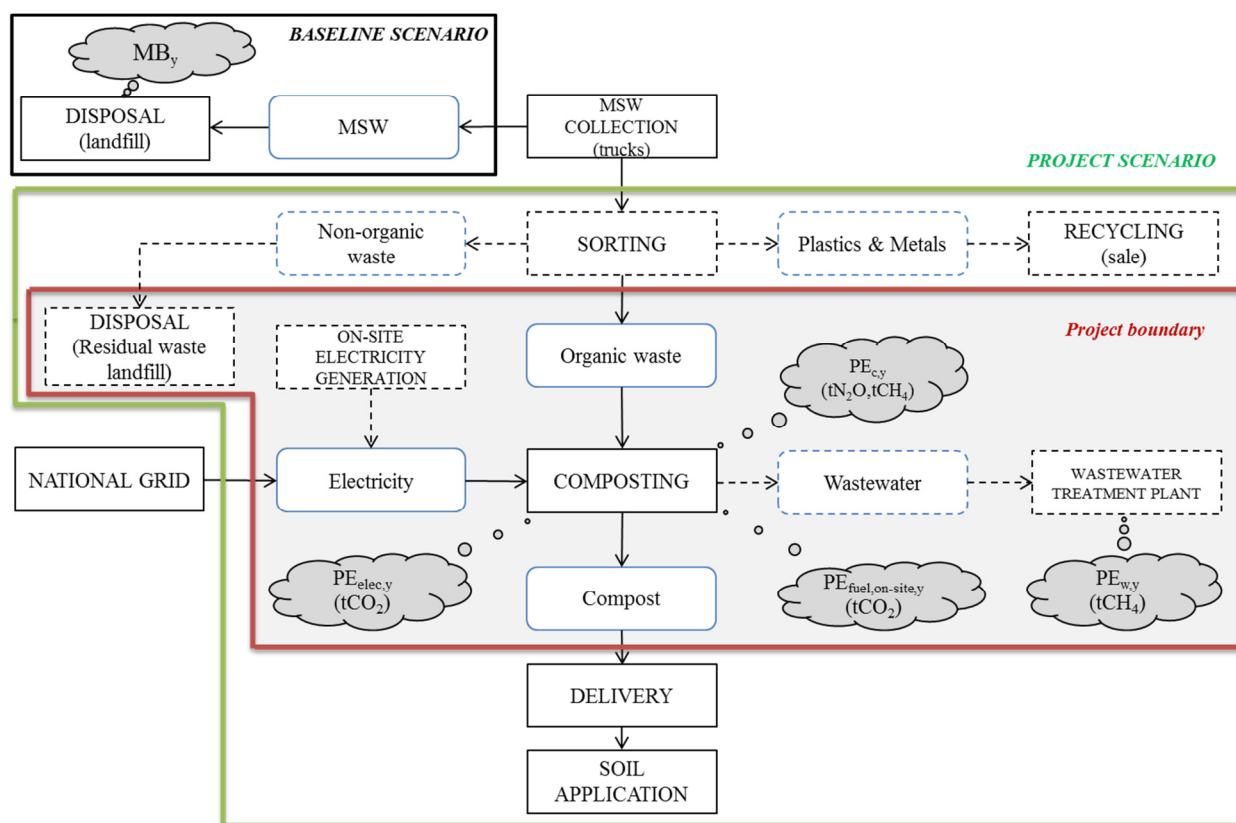 BASELINE SCENARIO
MBy
DISPOSAL
(landfill)
MSW
MSW
COLLECTION
(trucks)
PROJECT SCENARIO
Non-organic
waste
SORTING
Plastics & Metals
RECYCLING
(sale)
DISPOSAL
(Residual waste
landfill)
ON-SITE
ELECTRICITY
GENERATION
Organic waste
Project boundary
PEc,y
(tN2O,tCH4)
NATIONAL GRID
Electricity
COMPOSTING
Wastewater
WASTEWATER
TREATMENT PLANT
PEelec,y
(tCO2)
Compost
PEfuel,on-site,y
(tCO2)
PEw,y
(tCH4)
DELIVERY
SOIL
APPLICATION